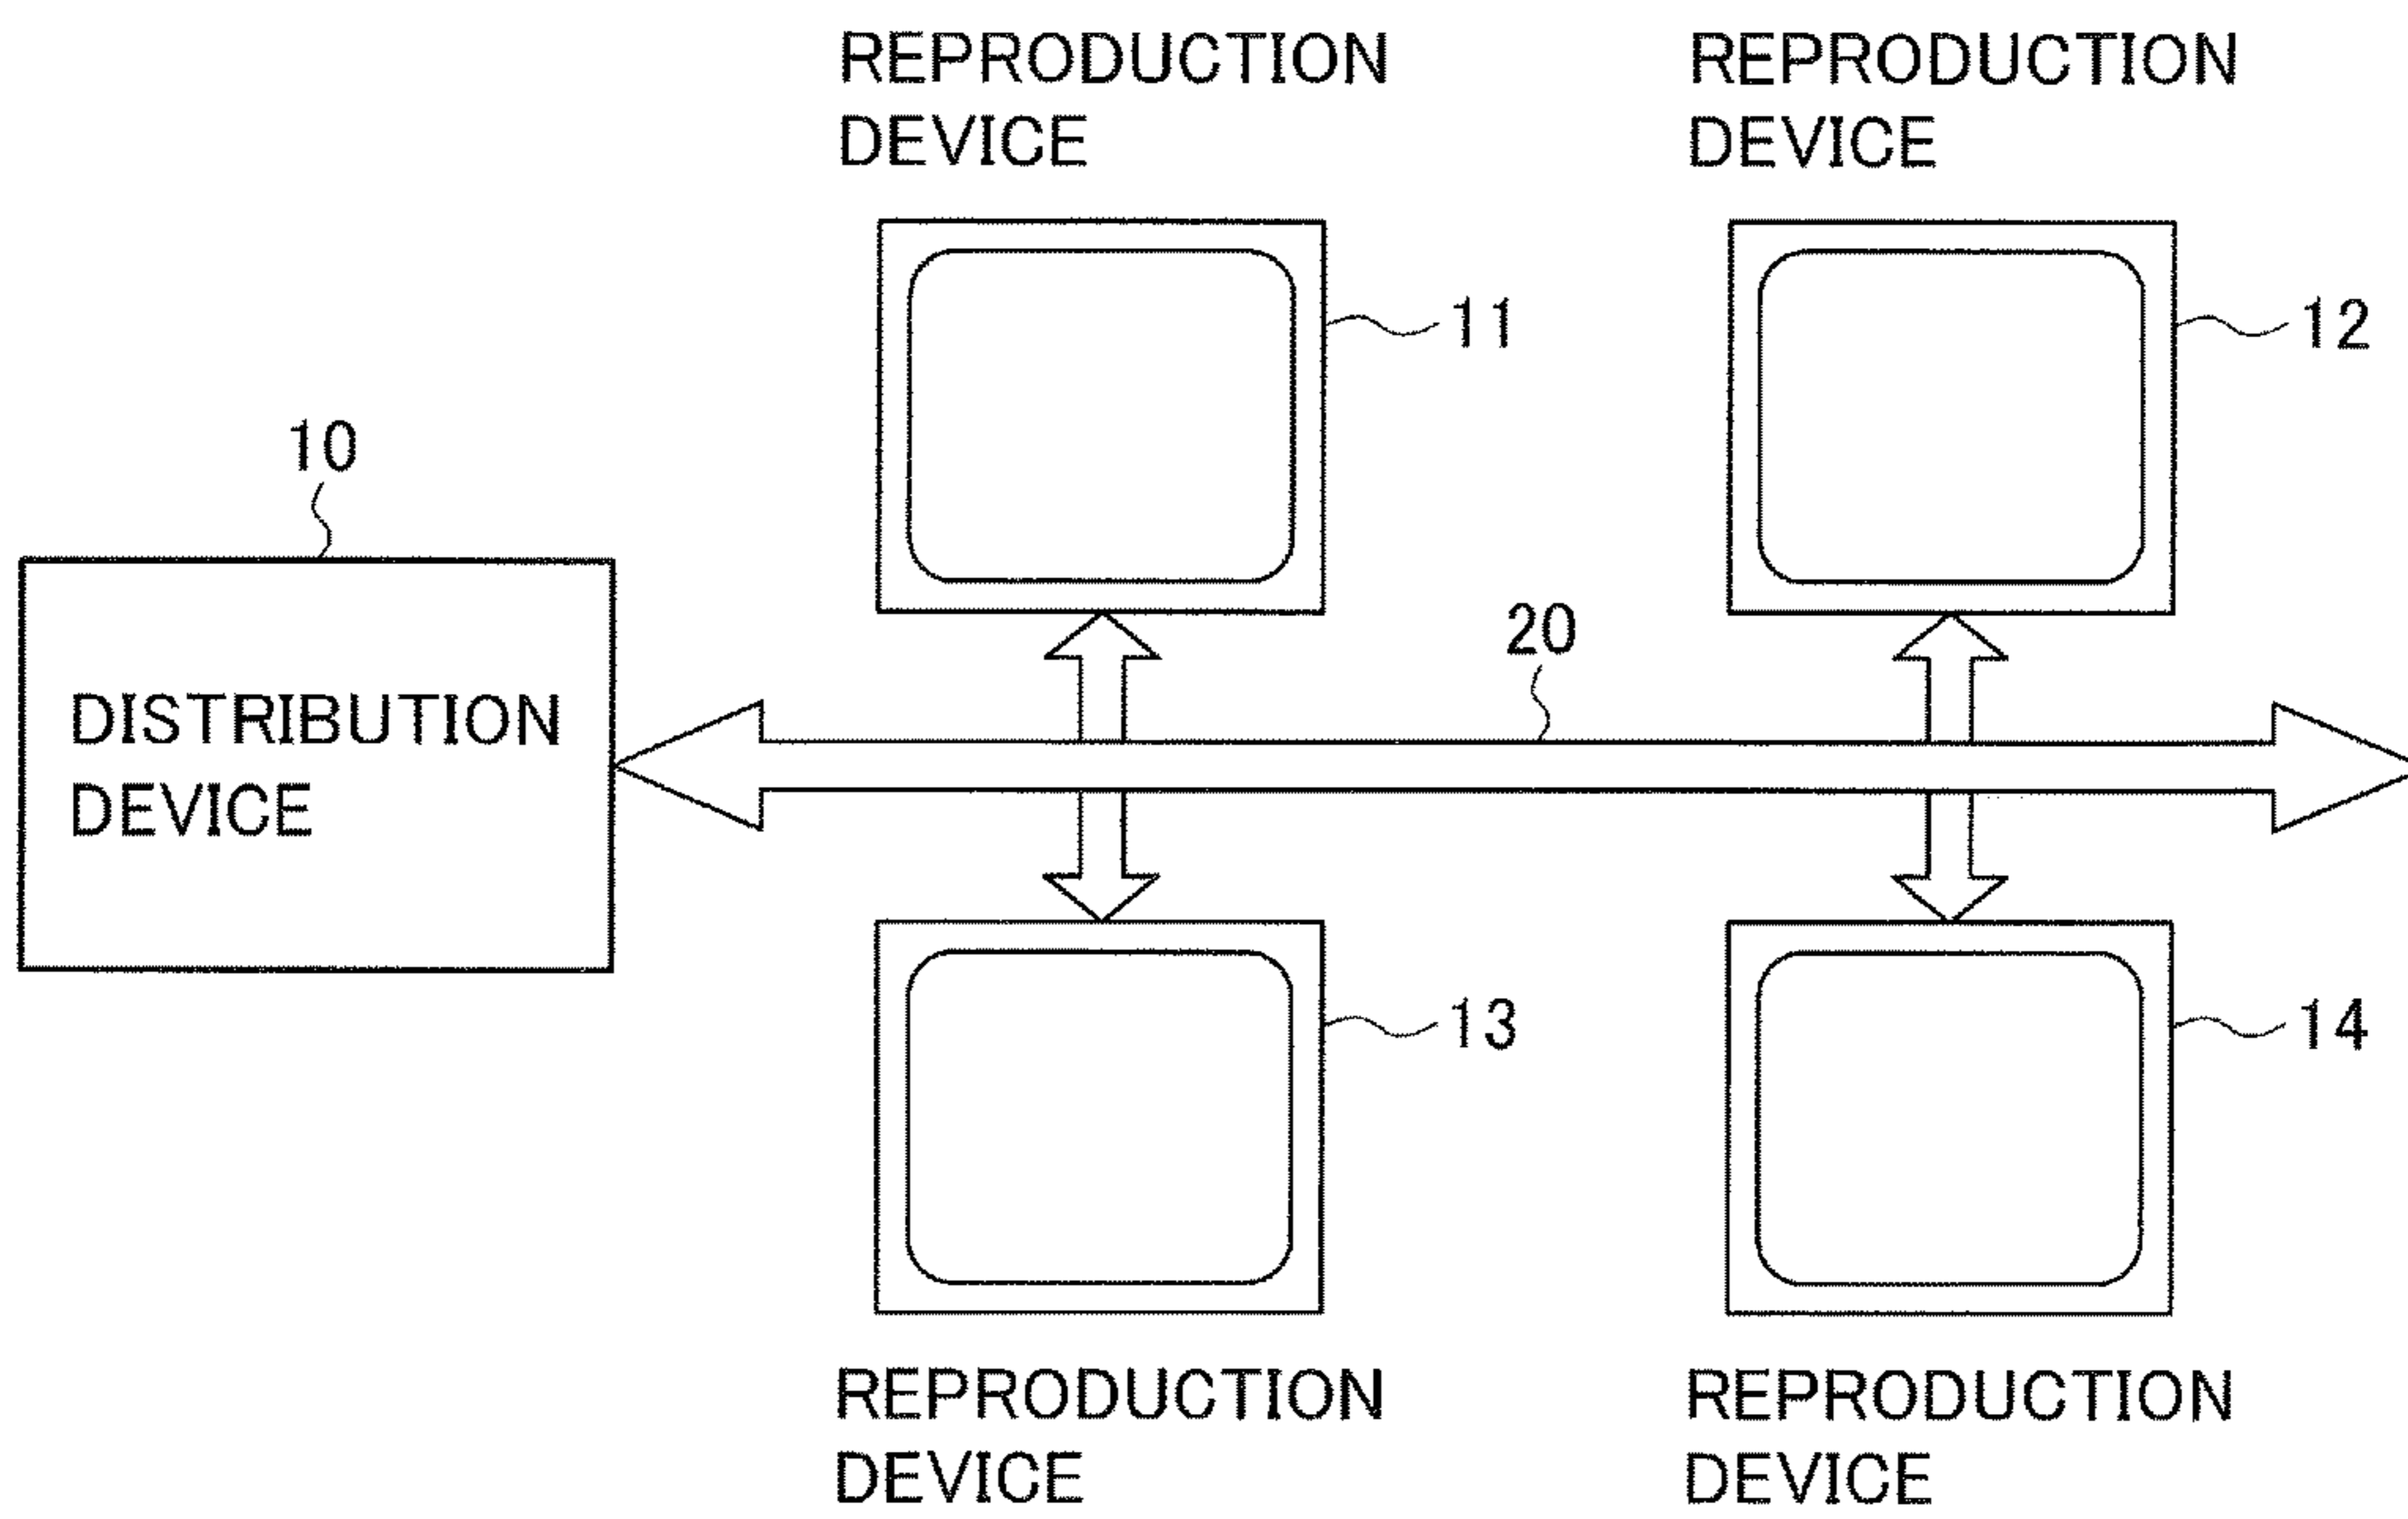 REPRODUCTION
DEVICE
REPRODUCTION
DEVICE
11
12
10
20
DISTRIBUTION
DEVICE
13
14
REPRODUCTION
DEVICE
REPRODUCTION
DEVICE